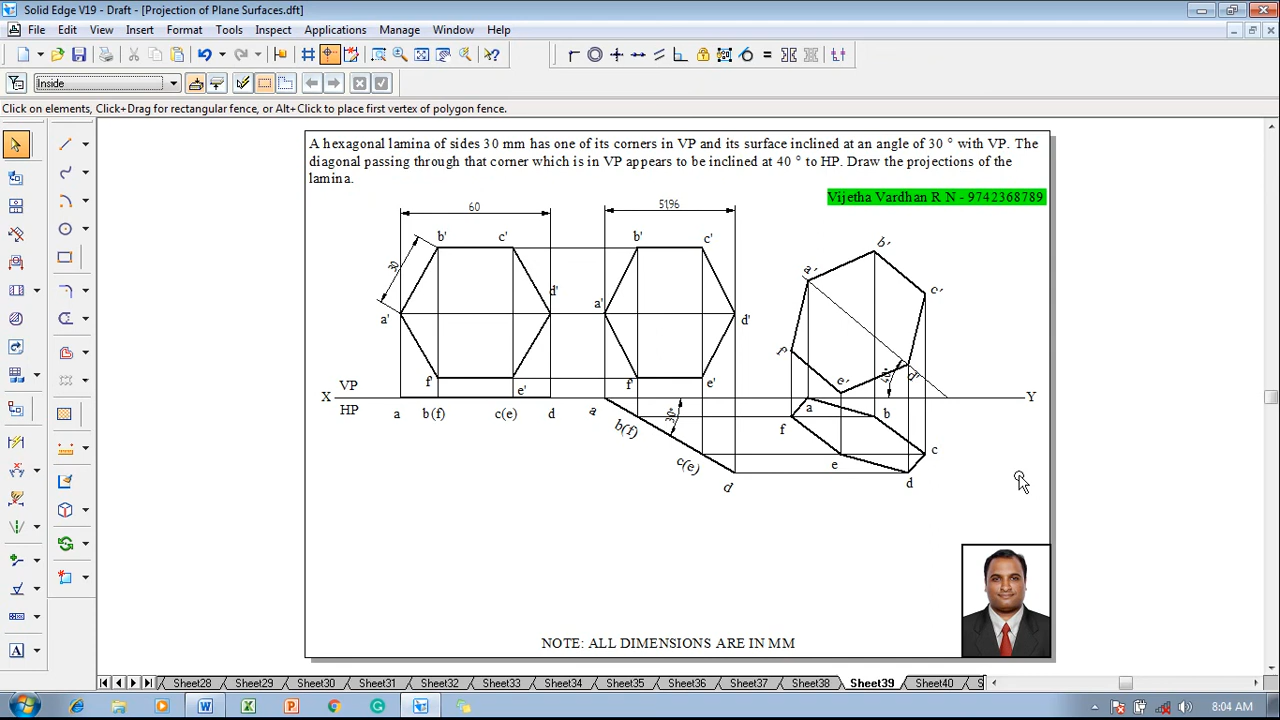 Solid Edge V19 - Draft - [Projection of Plane Surfaces.dft]
File Edit View Insert Format Tools Inspect Applications Manage Window Help
Inside
Click on elements, Click+Drag for rectangular fence, or Alt+Click to place first vertex of polygon fence.
A hexagonal lamina of sides 30 mm has one of its corners in VP and its surface inclined at an angle of 30 ° with VP. The
diagonal passing through that corner which is in VP appears to be inclined at 40 ° to HP. Draw the projections of the
lamina.
Vijetha Vardhan R N - 9742368789
60 51,96
b' c' b' c' b'
30 a' c'
d'
a' a' d'
f' e'
f' e' f' e' d'
X VP Y
HP
a b(f) c(e) d a a b
b(f) 30° f
c(e) e c
d d
NOTE: ALL DIMENSIONS ARE IN MM
Sheet28 Sheet29 Sheet30 Sheet31 Sheet32 Sheet33 Sheet34 Sheet35 Sheet36 Sheet37 Sheet38 Sheet39 Sheet40 S
8:04 AM